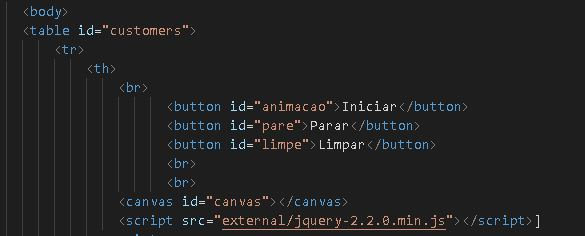 <body>
<table id="customers">
<tr>
<th>
<br>
<button id="animacao">Iniciar</button>
<button id="pare">Parar</button>
<button id="limpe">Limpar</button>
<br>
<br>
<canvas id="canvas"></canvas>
<script src="external/jquery-2.2.0.min.js"></script>]